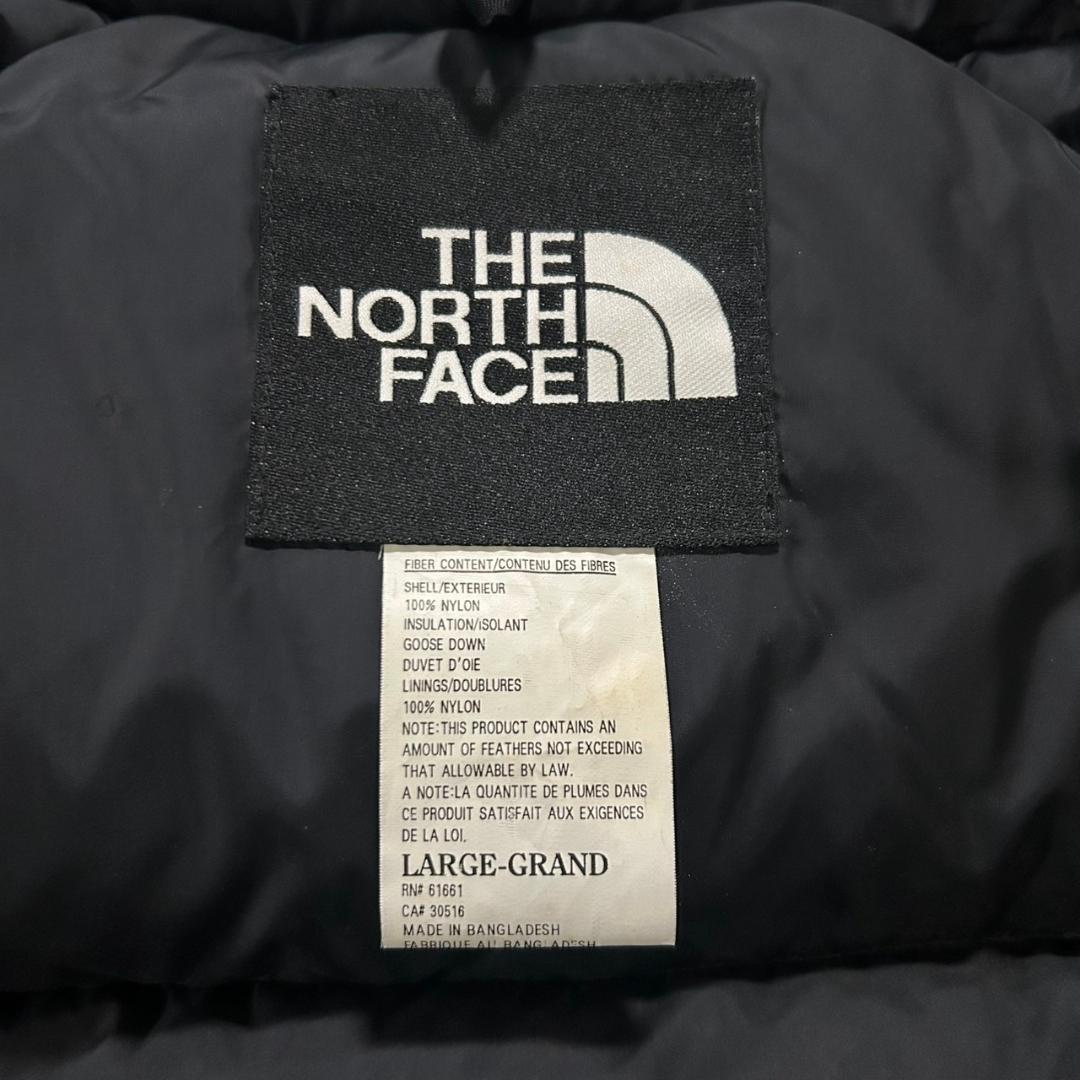 THE
NORTH
FACE
FIBER CONTENT/CONTENU DES FIBRES
SHELL/EXTERIEUR
100% NYLON
INSULATION/ISOLANT
GOOSE DOWN
DUVET D'OIE
LININGS/DOUBLURES
100% NYLON
NOTE:THIS PRODUCT CONTAINS AN
AMOUNT OF FEATHERS NOT EXCEEDING
THAT ALLOWABLE BY LAW.
A NOTE:LA QUANTITE DE PLUMES DANS
CE PRODUIT SATISFAIT AUX EXIGENCES
DE LA LOI.
LARGE-GRAND
RN# 61661
CA# 30516
MADE IN BANGLADESH
FABRIQUE AU BANGLADESH